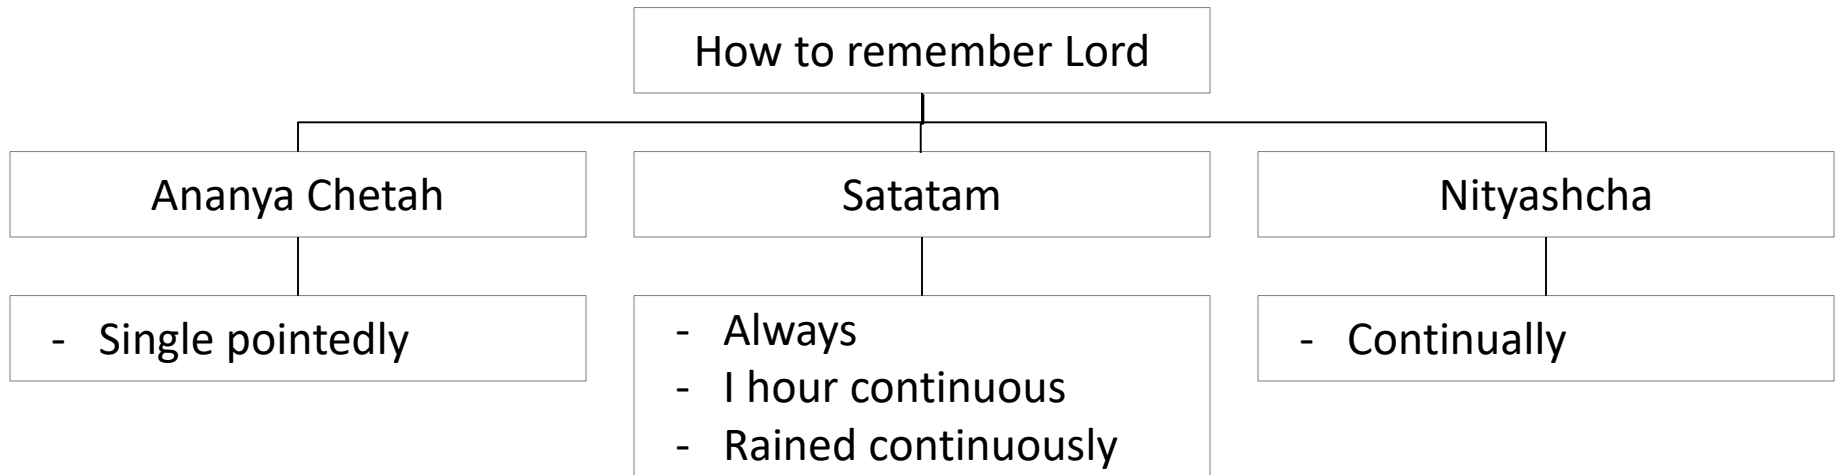 How to remember Lord
Ananya Chetah
Satatam
Nityashcha
- Single pointedly
- Always
- I hour continuous
- Rained continuously
- Continually